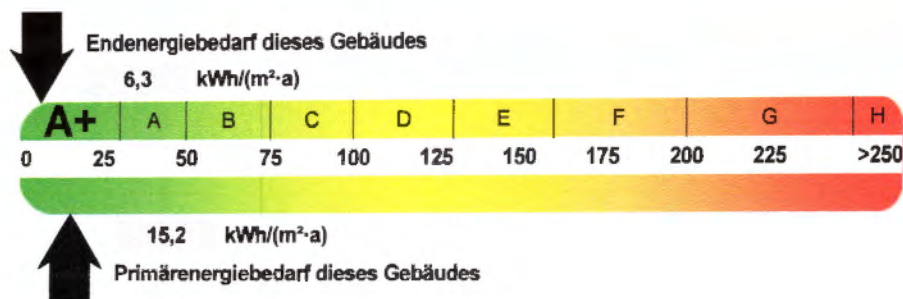 Endenergiebedarf dieses Gebäudes
6,3 kWh/(m²·a)
A+ A B C D E F G H
0 25 50 75 100 125 150 175 200 225 >250
15,2 kWh/(m²·a)
Primärenergiebedarf dieses Gebäudes